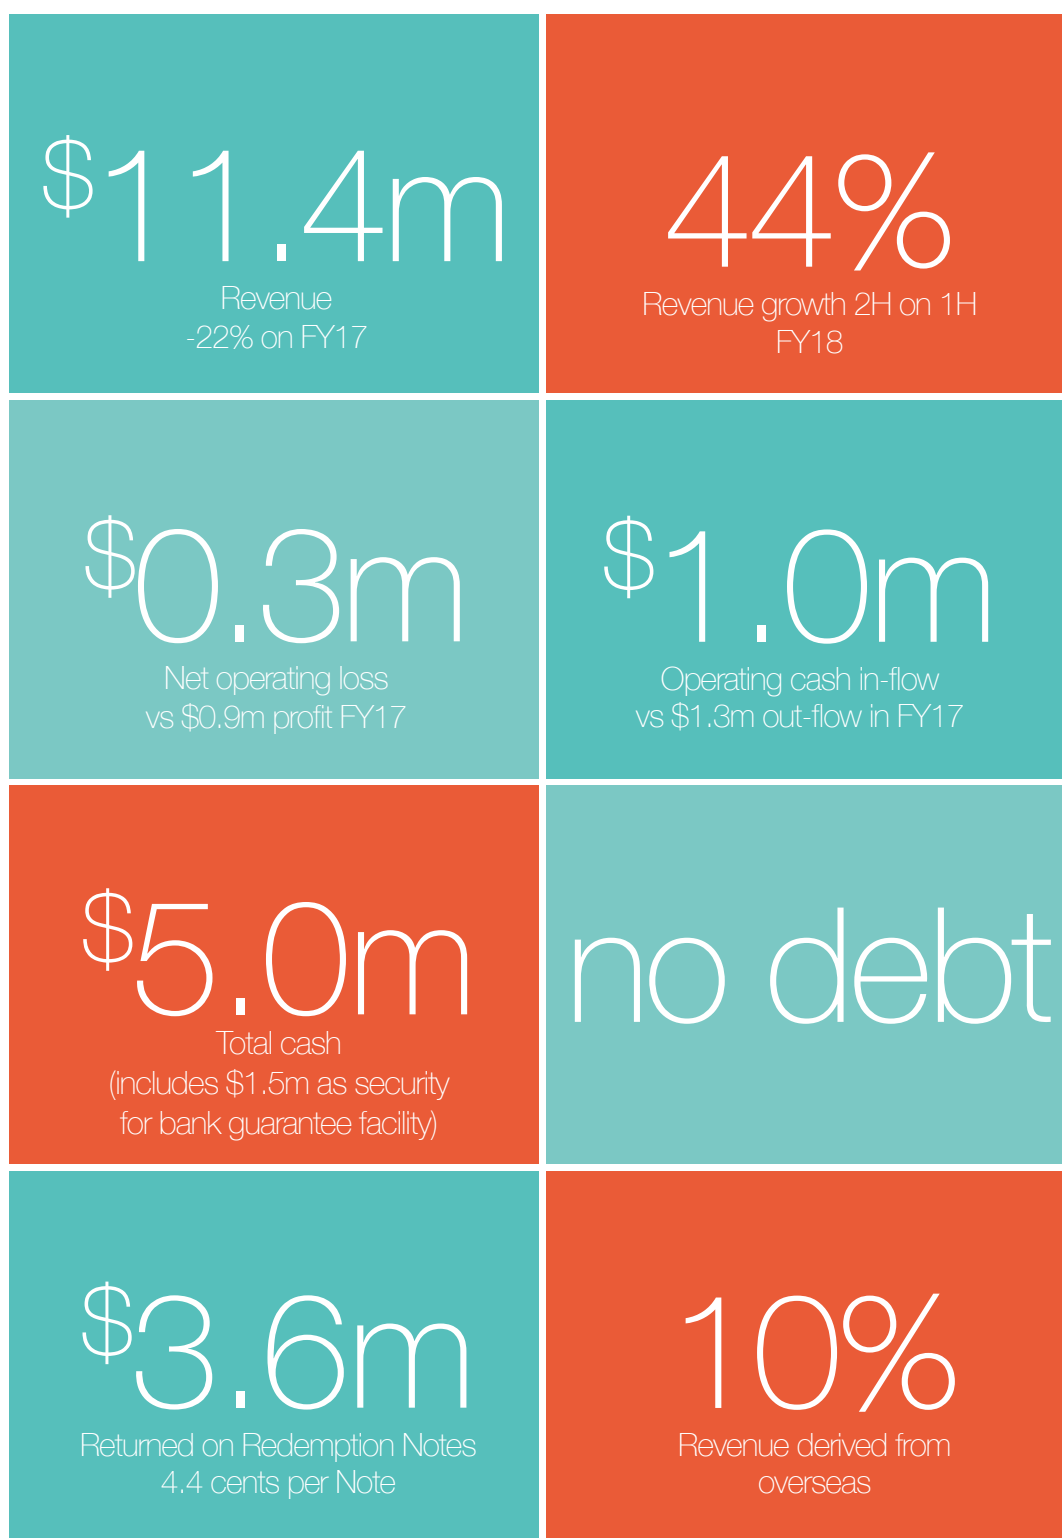 $11.4m
Revenue
-22% on FY17
44%
Revenue growth 2H on 1H
FY18
$0.3m
Net operating loss
vs $0.9m profit FY17
$1.0m
Operating cash in-flow
vs $1.3m out-flow in FY17
$5.0m
Total cash
(includes $1.5m as security
for bank guarantee facility)
no debt
$3.6m
Returned on Redemption Notes
4.4 cents per Note
10%
Revenue derived from
overseas